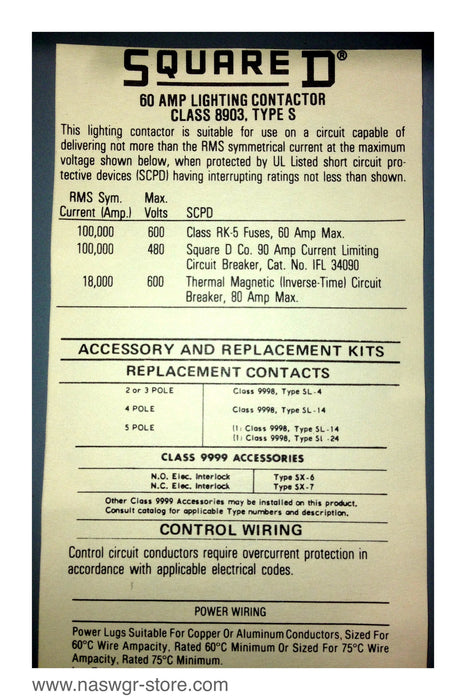 SQUARE D®
60 AMP LIGHTING CONTACTOR
CLASS 8903, TYPE S
This lighting contactor is suitable for use on a circuit capable of
delivering not more than the RMS symmetrical current at the maximum
voltage shown below, when protected by UL Listed short circuit pro-
tective devices (SCPD) having interrupting ratings not less than shown.
RMS Sym. Max.
Current (Amp.) Volts SCPD
100,000 600 Class RK-5 Fuses, 60 Amp Max.
100,000 480 Square D Co. 90 Amp Current Limiting
Circuit Breaker, Cat. No. IFL 34090
18,000 600 Thermal Magnetic (Inverse-Time) Circuit
Breaker, 80 Amp Max.
ACCESSORY AND REPLACEMENT KITS
REPLACEMENT CONTACTS
2 or 3 POLE Class 9998, Type SL-4
4 POLE Class 9998, Type SL-14
5 POLE (1) Class 9998, Type SL-14
(1) Class 9998, Type SL-24
CLASS 9999 ACCESSORIES
N.O. Elec. Interlock Type SX-6
N.C. Elec. Interlock Type SX-7
Other Class 9999 Accessories may be installed on this product.
Consult catalog for applicable Type numbers and description.
CONTROL WIRING
Control circuit conductors require overcurrent protection in
accordance with applicable electrical codes.
POWER WIRING
Power Lugs Suitable For Copper Or Aluminum Conductors, Sized For
60°C Wire Ampacity, Rated 60°C Minimum Or Sized For 75°C Wire
Ampacity, Rated 75°C Minimum.
www.naswgr-store.com